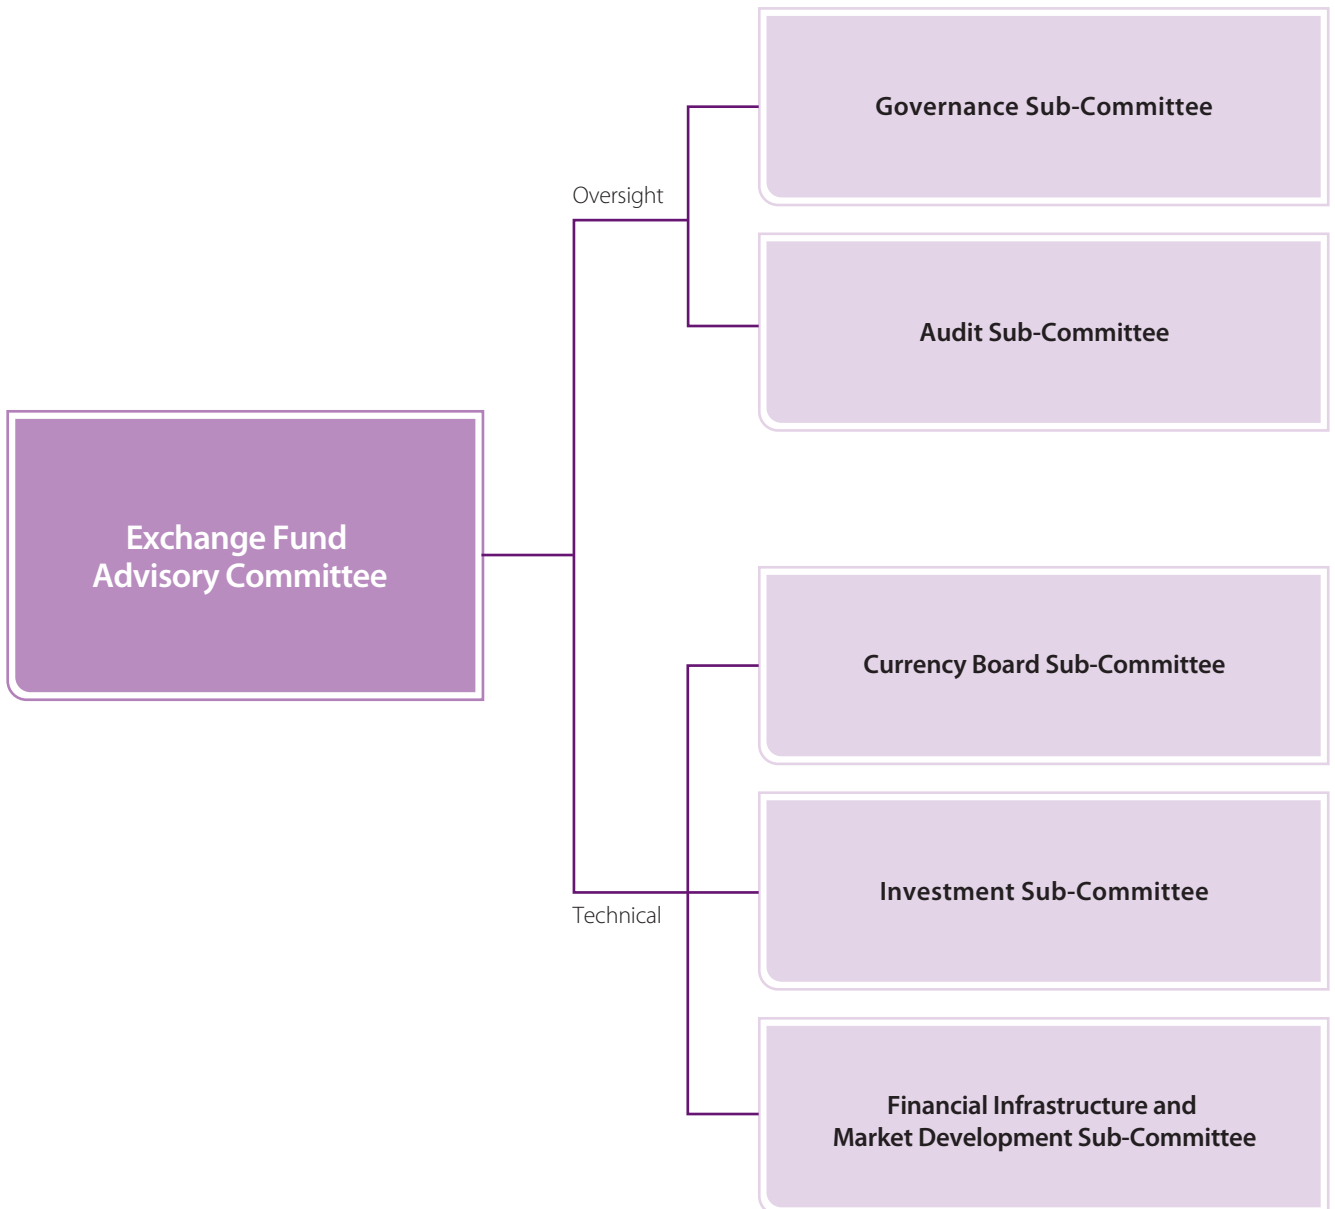 Governance Sub-Committee
Oversight
Audit Sub-Committee
Exchange Fund
Advisory Committee
Currency Board Sub-Committee
Investment Sub-Committee
Technical
Financial Infrastructure and
Market Development Sub-Committee